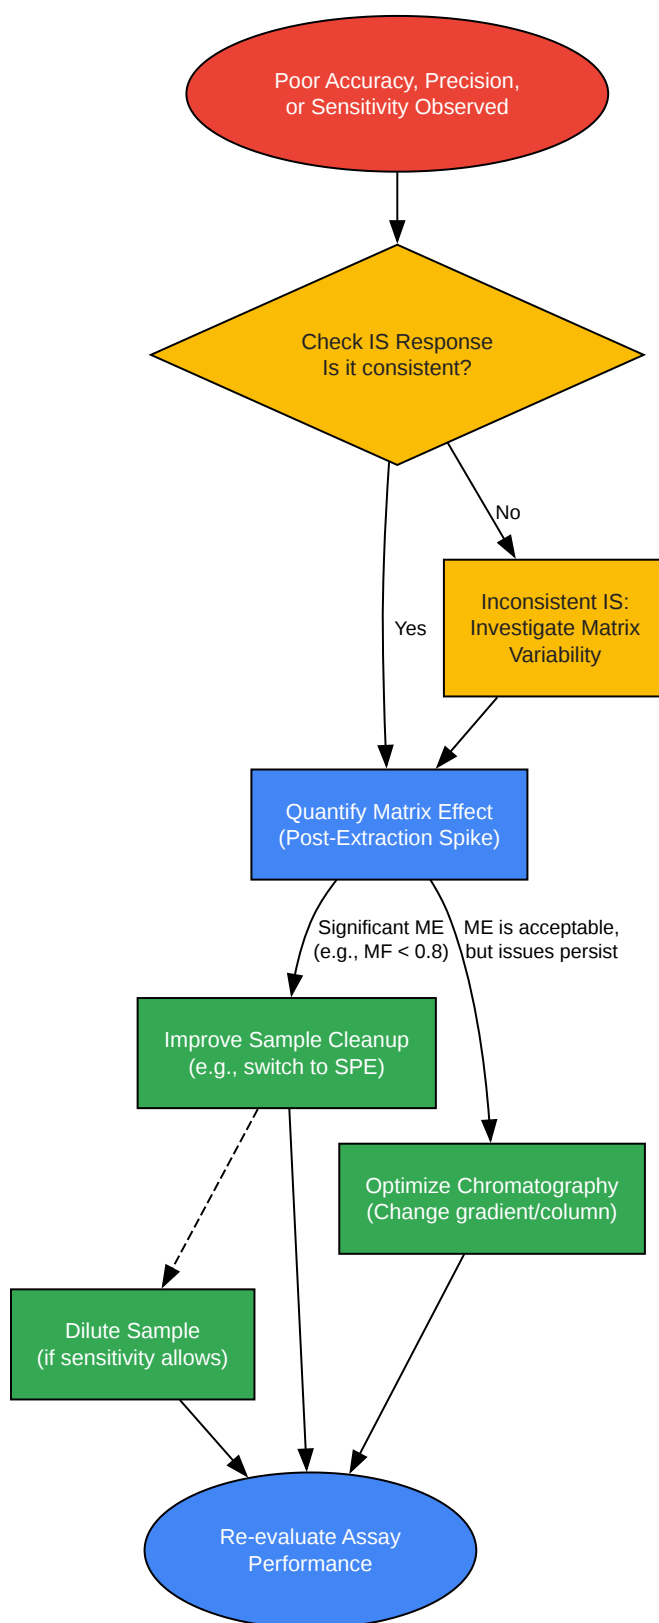 Poor Accuracy, Precision,
or Sensitivity Observed
Check IS Response
Is it consistent?
No
Inconsistent IS:
Investigate Matrix
Variability
Yes
Quantify Matrix Effect
(Post-Extraction Spike)
Significant ME
(e.g., MF < 0.8)
ME is acceptable,
but issues persist
Improve Sample Cleanup
(e.g., switch to SPE)
Optimize Chromatography
(Change gradient/column)
Dilute Sample
(if sensitivity allows)
Re-evaluate Assay
Performance